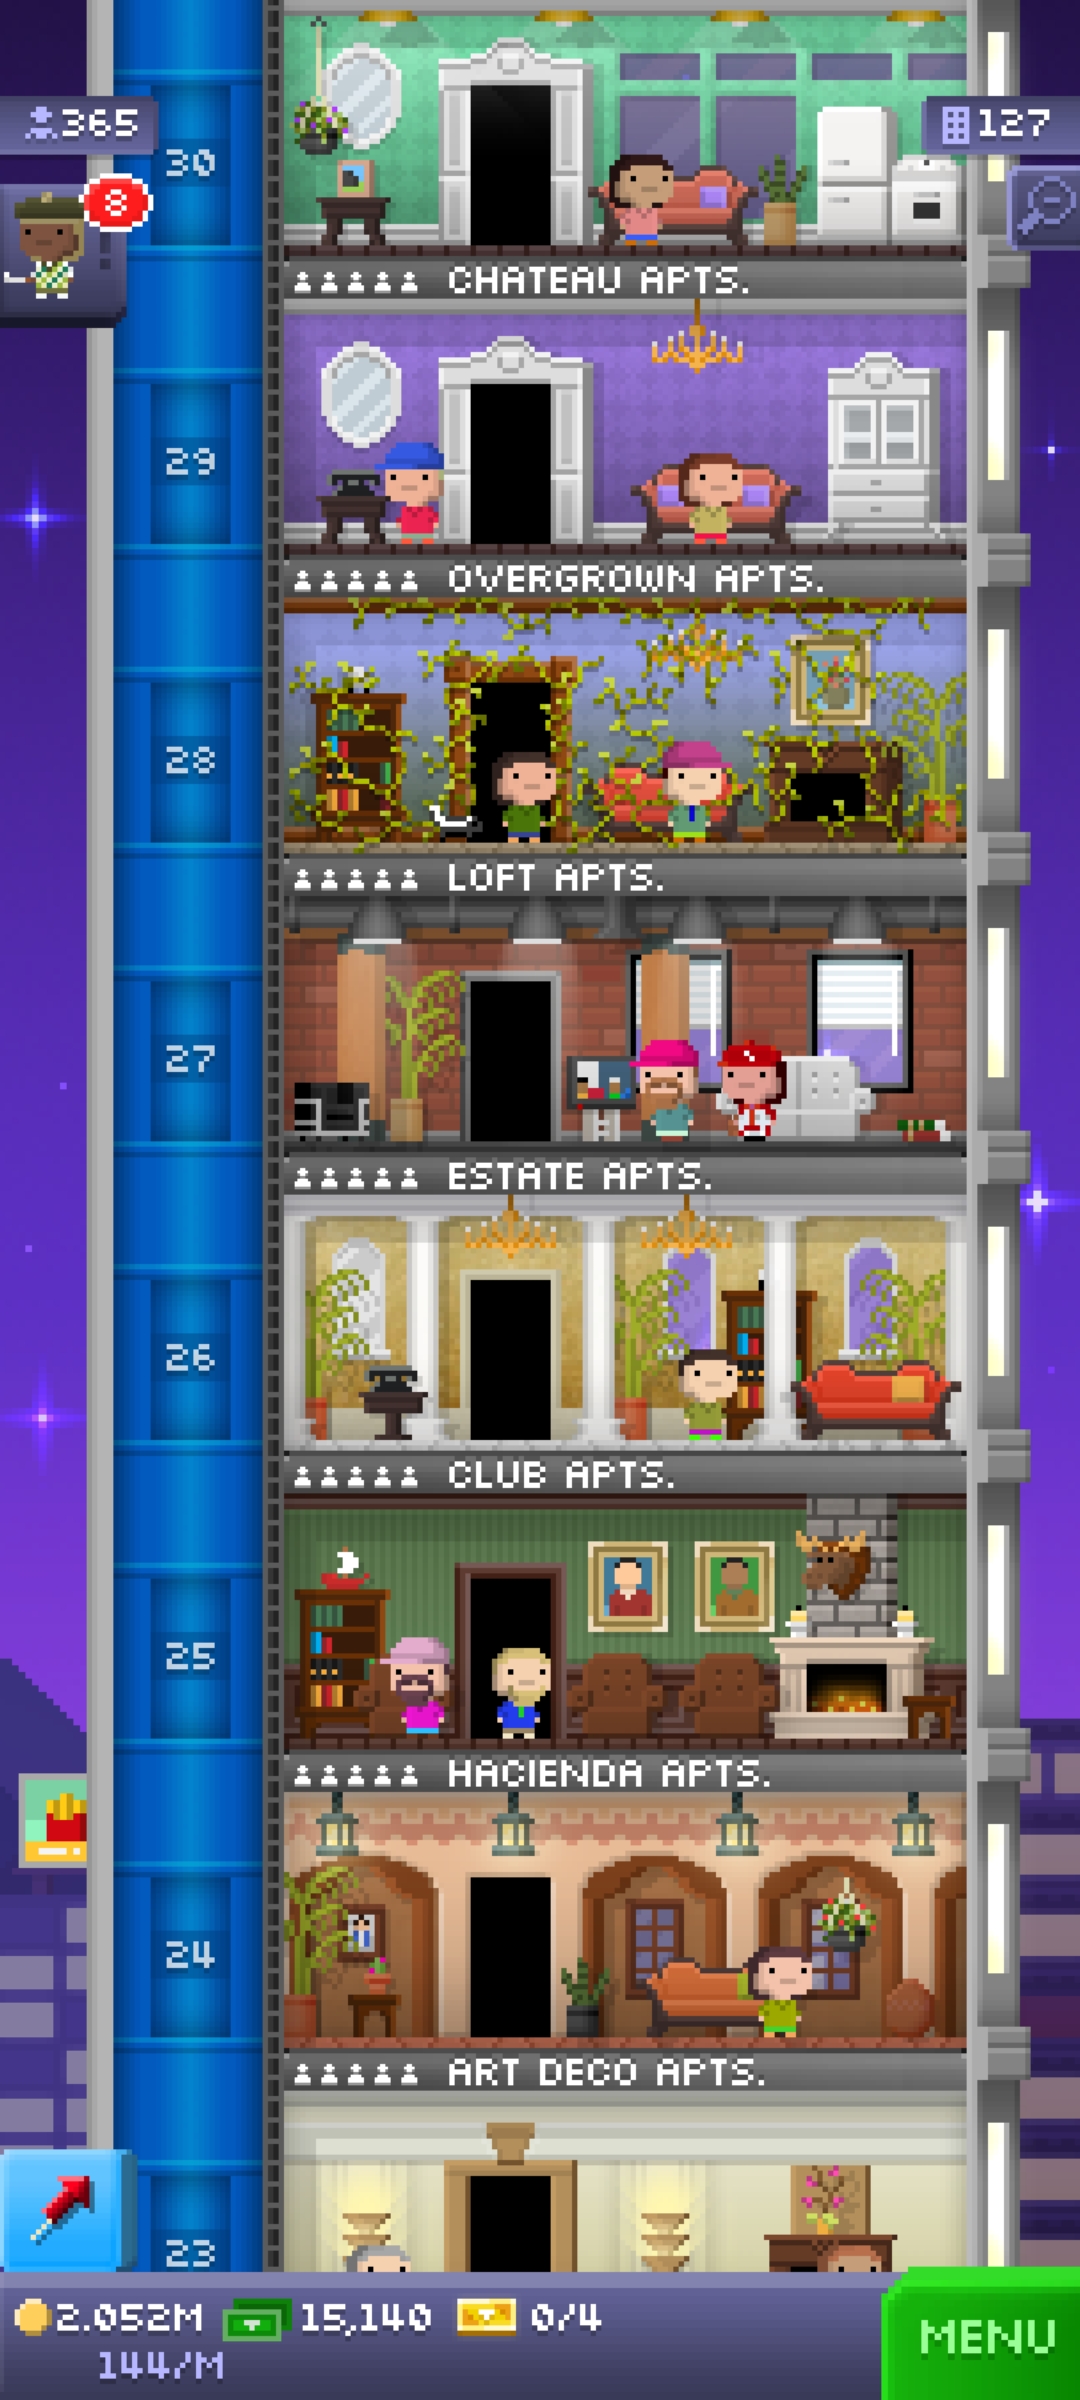 365
127
8
30
CHATEAU APTS.
29
OVERGROWN APTS.
28
LOFT APTS.
27
ESTATE APTS.
26
CLUB APTS.
25
HACIENDA APTS.
24
ART DECO APTS.
23
2.052M 15,140 0/4
144/M
MENU